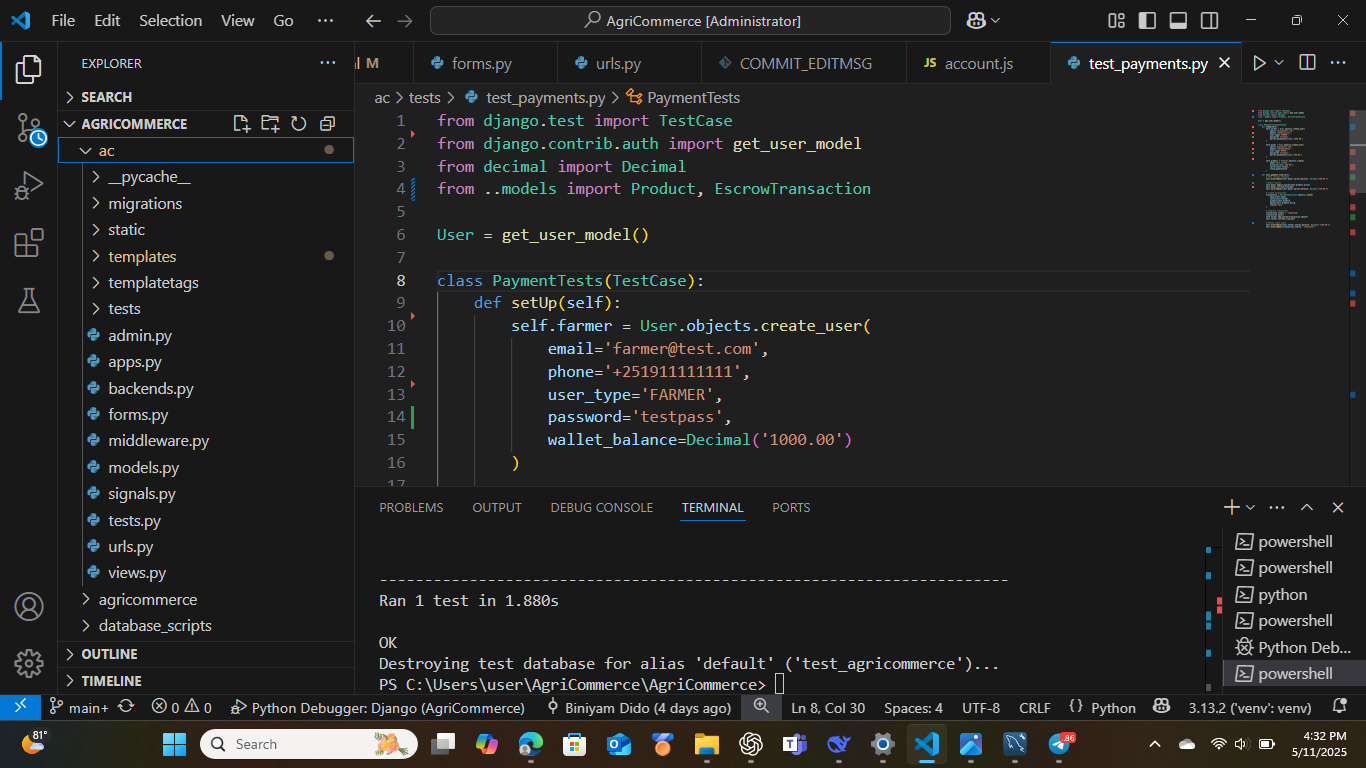 File Edit Selection View Go ··· AgriCommerce [Administrator]
EXPLORER ···
SEARCH
AGRICOMMERCE
ac
__pycache__
migrations
static
templates
templatetags
tests
admin.py
apps.py
backends.py
forms.py
middleware.py
models.py
signals.py
tests.py
urls.py
views.py
agricommerce
database_scripts
OUTLINE
TIMELINE
M forms.py urls.py COMMIT_EDITMSG JS account.js test_payments.py
ac > tests > test_payments.py > PaymentTests
1 from django.test import TestCase
2 from django.contrib.auth import get_user_model
3 from decimal import Decimal
4 from ..models import Product, EscrowTransaction
5
6 User = get_user_model()
7
8 class PaymentTests(TestCase):
9 def setUp(self):
10 self.farmer = User.objects.create_user(
11 email='farmer@test.com',
12 phone='+251911111111',
13 user_type='FARMER',
14 password='testpass',
15 wallet_balance=Decimal('1000.00')
16 )
17
PROBLEMS OUTPUT DEBUG CONSOLE TERMINAL PORTS
----------------------------------------------------------------------
Ran 1 test in 1.880s
OK
Destroying test database for alias 'default' ('test_agricommerce')...
PS C:\Users\user\AgriCommerce\AgriCommerce>
powershell
powershell
python
powershell
Python Deb...
powershell
main+ 0 0 Python Debugger: Django (AgriCommerce) Biniyam Dido (4 days ago) Ln 8, Col 30 Spaces: 4 UTF-8 CRLF {} Python 3.13.2 ('venv': venv)
81° Search .86 4:32 PM
5/11/2025